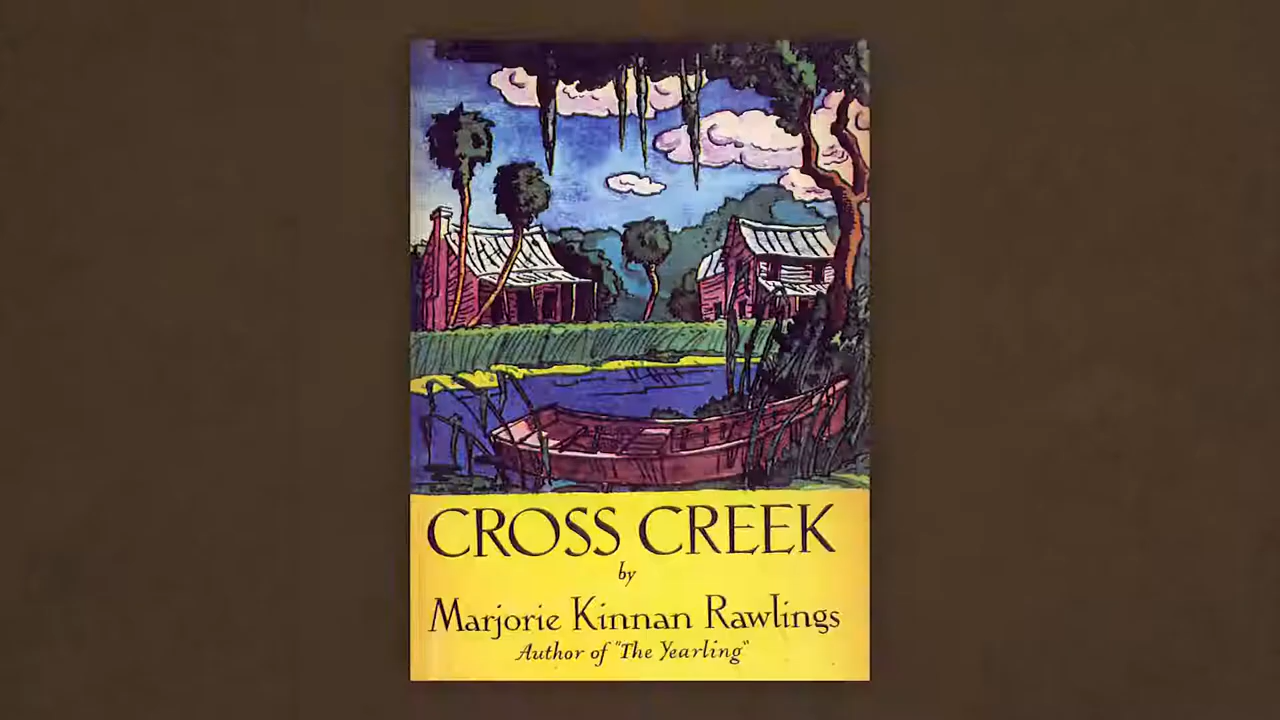 CROSS CREEK
by
Marjorie Kinnan Rawlings
Author of "The Yearling"